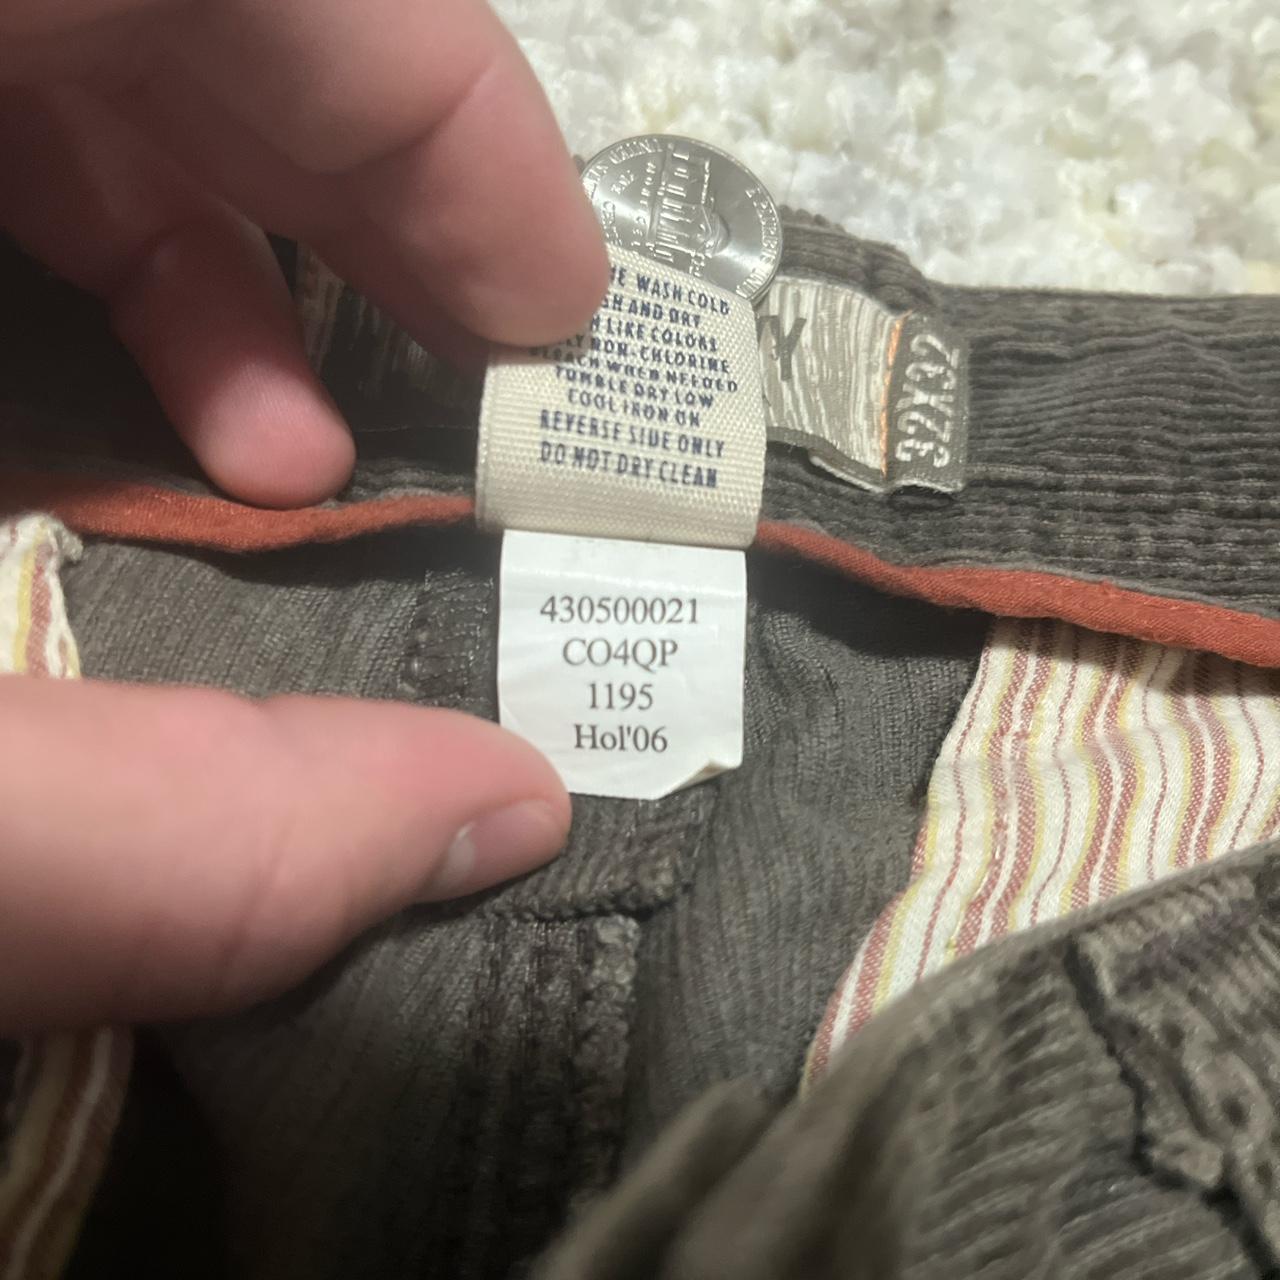 WASH COLD
AND DRY
LIKE COLORS
NON-CHLORINE
BLEACH WHEN NEEDED
TUMBLE DRY LOW
COOL IRON ON
REVERSE SIDE ONLY
DO NOT DRY CLEAN
Y
32X32
430500021
CO4QP
1195
Hol'06